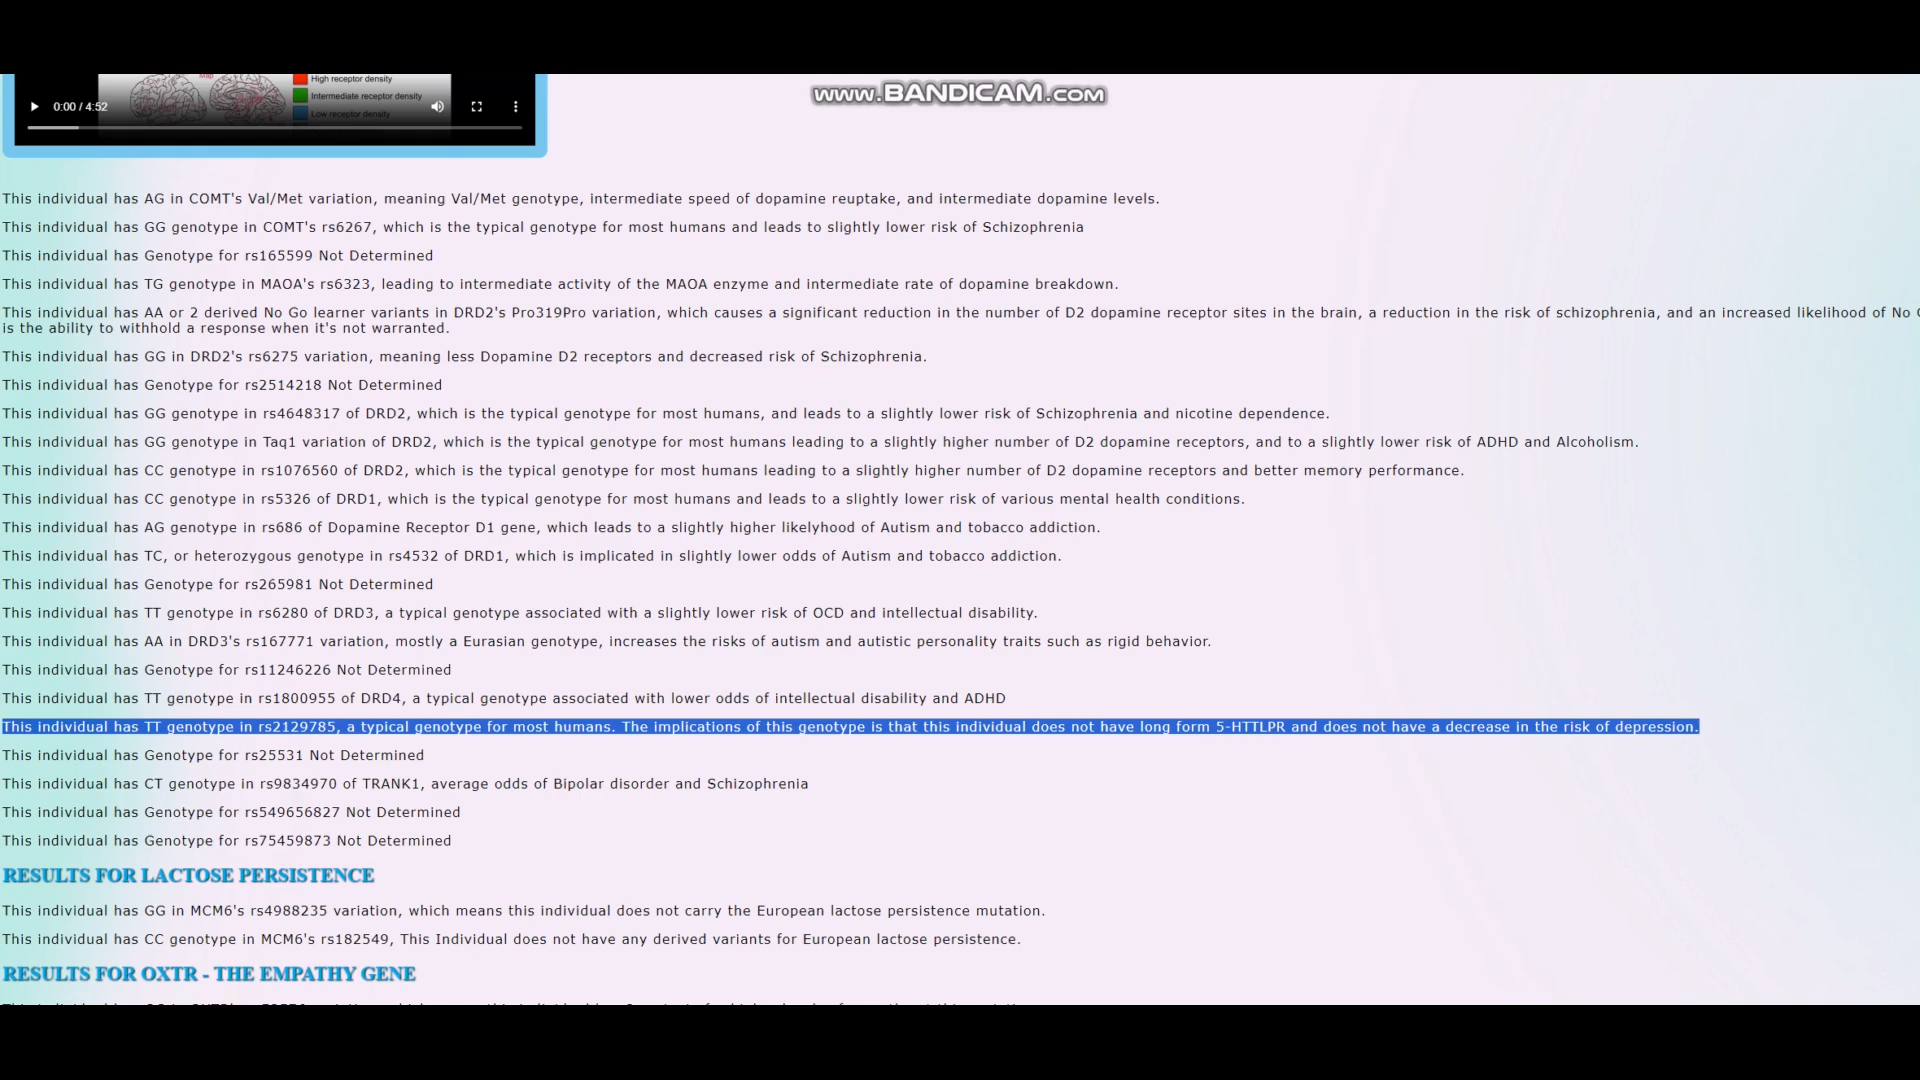 Map
High receptor density
Intermediate receptor density
Low receptor density
0:00 / 4:52
www.BANDICAM.com
This individual has AG in COMT's Val/Met variation, meaning Val/Met genotype, intermediate speed of dopamine reuptake, and intermediate dopamine levels.
This individual has GG genotype in COMT's rs6267, which is the typical genotype for most humans and leads to slightly lower risk of Schizophrenia
This individual has Genotype for rs165599 Not Determined
This individual has TG genotype in MAOA's rs6323, leading to intermediate activity of the MAOA enzyme and intermediate rate of dopamine breakdown.
This individual has AA or 2 derived No Go learner variants in DRD2's Pro319Pro variation, which causes a significant reduction in the number of D2 dopamine receptor sites in the brain, a reduction in the risk of schizophrenia, and an increased likelihood of No
is the ability to withhold a response when it's not warranted.
This individual has GG in DRD2's rs6275 variation, meaning less Dopamine D2 receptors and decreased risk of Schizophrenia.
This individual has Genotype for rs2514218 Not Determined
This individual has GG genotype in rs4648317 of DRD2, which is the typical genotype for most humans, and leads to a slightly lower risk of Schizophrenia and nicotine dependence.
This individual has GG genotype in Taq1 variation of DRD2, which is the typical genotype for most humans leading to a slightly higher number of D2 dopamine receptors, and to a slightly lower risk of ADHD and Alcoholism.
This individual has CC genotype in rs1076560 of DRD2, which is the typical genotype for most humans leading to a slightly higher number of D2 dopamine receptors and better memory performance.
This individual has CC genotype in rs5326 of DRD1, which is the typical genotype for most humans and leads to a slightly lower risk of various mental health conditions.
This individual has AG genotype in rs686 of Dopamine Receptor D1 gene, which leads to a slightly higher likelyhood of Autism and tobacco addiction.
This individual has TC, or heterozygous genotype in rs4532 of DRD1, which is implicated in slightly lower odds of Autism and tobacco addiction.
This individual has Genotype for rs265981 Not Determined
This individual has TT genotype in rs6280 of DRD3, a typical genotype associated with a slightly lower risk of OCD and intellectual disability.
This individual has AA in DRD3's rs167771 variation, mostly a Eurasian genotype, increases the risks of autism and autistic personality traits such as rigid behavior.
This individual has Genotype for rs11246226 Not Determined
This individual has TT genotype in rs1800955 of DRD4, a typical genotype associated with lower odds of intellectual disability and ADHD
This individual has TT genotype in rs2129785, a typical genotype for most humans. The implications of this genotype is that this individual does not have long form 5-HTTLPR and does not have a decrease in the risk of depression.
This individual has Genotype for rs25531 Not Determined
This individual has CT genotype in rs9834970 of TRANK1, average odds of Bipolar disorder and Schizophrenia
This individual has Genotype for rs549656827 Not Determined
This individual has Genotype for rs75459873 Not Determined
RESULTS FOR LACTOSE PERSISTENCE
This individual has GG in MCM6's rs4988235 variation, which means this individual does not carry the European lactose persistence mutation.
This individual has CC genotype in MCM6's rs182549, This Individual does not have any derived variants for European lactose persistence.
RESULTS FOR OXTR - THE EMPATHY GENE